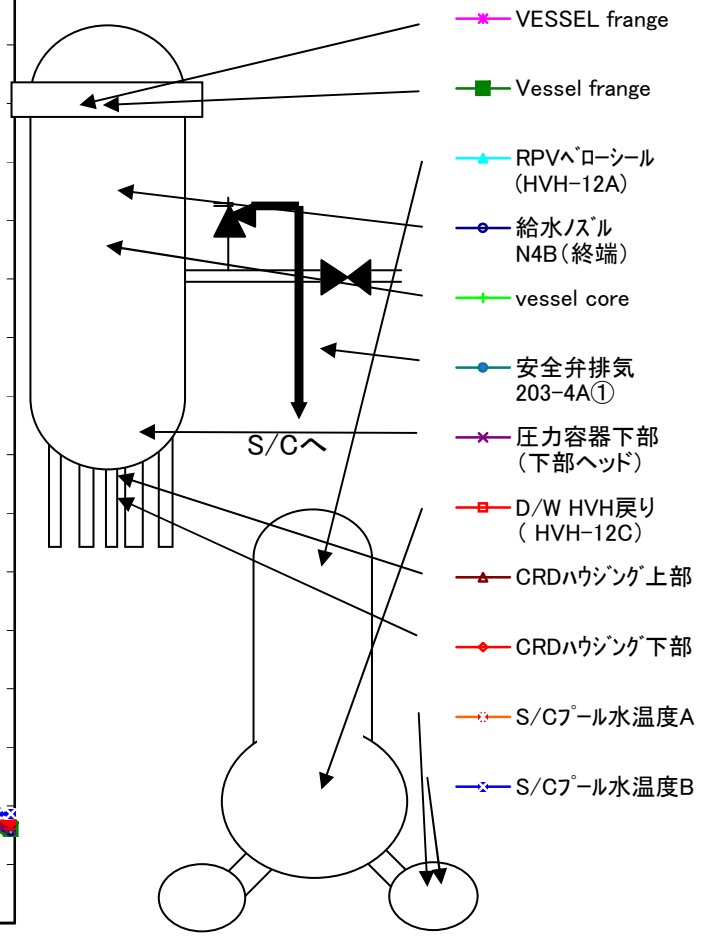 VESSEL frange
Vessel frange
RPVベローシール
(HVH-12A)
給水ノズル
N4B(終端)
vessel core
安全弁排気
203-4A①
圧力容器下部
(下部ヘッド)
D/W HVH戻り
( HVH-12C)
CRDハウジング上部
CRDハウジング下部
S/Cプール水温度A
S/Cプール水温度B
S/Cへ